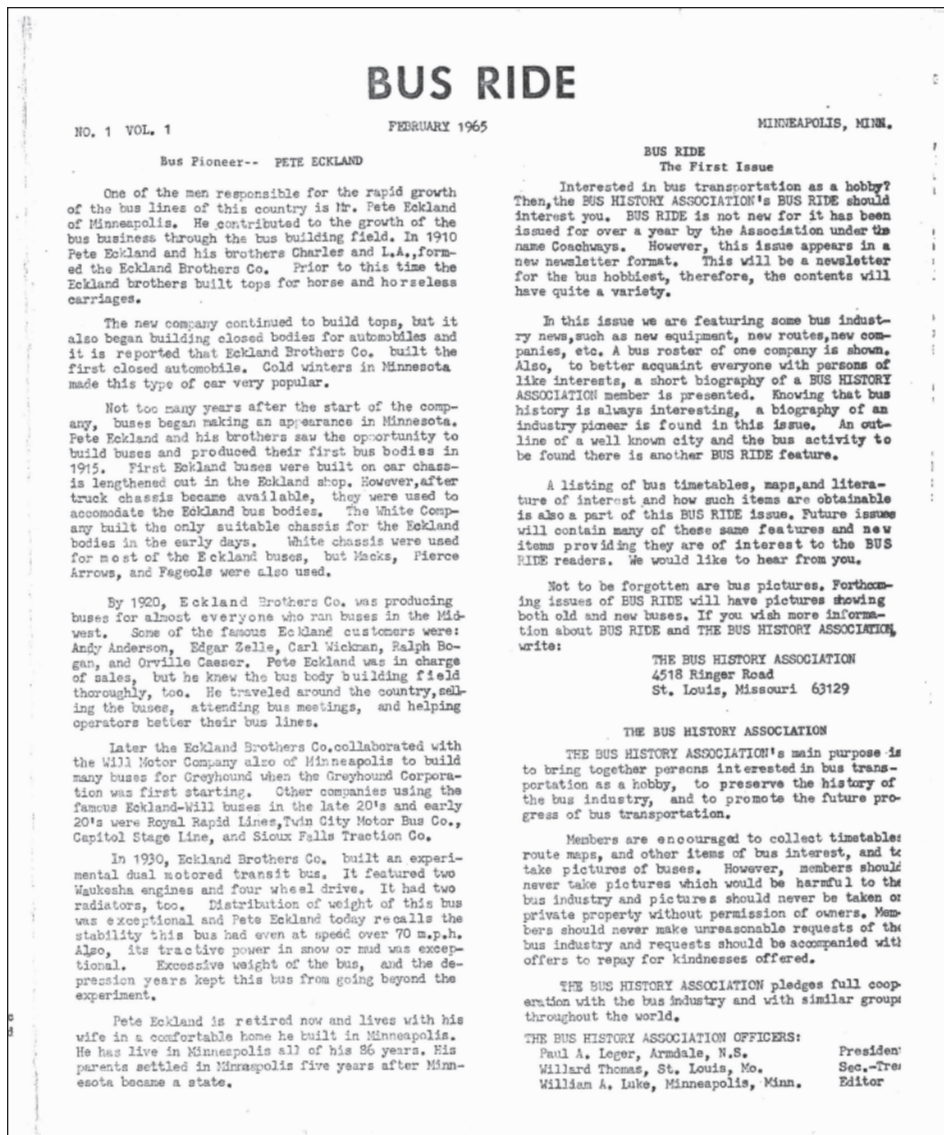 BUS RIDE
NO. 1 VOL. 1
FEBRUARY 1965
MINNEAPOLIS, MINN.
Bus Pioneer-- PETE ECKLAND
One of the men responsible for the rapid growth
of the bus lines of this country is Mr. Pete Eckland
of Minneapolis. He contributed to the growth of the
bus business through the bus building field. In 1910
Pete Eckland and his brothers Charles and L.A.,form-
ed the Eckland Brothers Co. Prior to this time the
Eckland brothers built tops for horse and horseless
carriages.
The new company continued to build tops, but it
also began building closed bodies for automobiles and
it is reported that Eckland Brothers Co. built the
first closed automobile. Cold winters in Minnesota
made this type of car very popular.
Not too many years after the start of the comp-
any, buses began making an appearance in Minnesota.
Pete Eckland and his brothers saw the opportunity to
build buses and produced their first bus bodies in
1915. First Eckland buses were built on car chass-
is lengthened out in the Eckland shop. However,after
truck chassis became available, they were used to
accomodate the Eckland bus bodies. The White Comp-
any built the only suitable chassis for the Eckland
bodies in the early days. White chassis were used
for most of the Eckland buses, but Macks, Pierce
Arrows, and Fageols were also used.
By 1920, Eckland Brothers Co. was producing
buses for almost everyone who ran buses in the Mid-
west. Some of the famous Eckland customers were:
Andy Anderson, Edgar Zelle, Carl Wickman, Ralph Bo-
gan, and Orville Caeser. Pete Eckland was in charge
of sales, but he knew the bus body building field
thoroughly, too. He traveled around the country,sell-
ing the buses, attending bus meetings, and helping
operators better their bus lines.
Later the Eckland Brothers Co.collaborated with
the Will Motor Company also of Minneapolis to build
many buses for Greyhound when the Greyhound Corpora-
tion was first starting. Other companies using the
famous Eckland-Will buses in the late 20's and early
20's were Royal Rapid Lines,Twin City Motor Bus Co.,
Capitol Stage Line, and Sioux Falls Traction Co.
In 1930, Eckland Brothers Co. built an experi-
mental dual motored transit bus. It featured two
Waukesha engines and four wheel drive. It had two
radiators, too. Distribution of weight of this bus
was exceptional and Pete Eckland today recalls the
stability this bus had even at speed over 70 m.p.h.
Also, its tractive power in snow or mud was excep-
tional. Excessive weight of the bus, and the de-
pression years kept this bus from going beyond the
experiment.
Pete Eckland is retired now and lives with his
wife in a comfortable home he built in Minneapolis.
He has live in Minneapolis all of his 86 years. His
parents settled in Minneapolis five years after Minn-
esota became a state.
BUS RIDE
The First Issue
Interested in bus transportation as a hobby?
Then,the BUS HISTORY ASSOCIATION's BUS RIDE should
interest you. BUS RIDE is not new for it has been
issued for over a year by the Association under the
name Coachways. However, this issue appears in a
new newsletter format. This will be a newsletter
for the bus hobbiest, therefore, the contents will
have quite a variety.
In this issue we are featuring some bus indust-
ry news,such as new equipment, new routes,new com-
panies, etc. A bus roster of one company is shown.
Also, to better acquaint everyone with persons of
like interests, a short biography of a BUS HISTORY
ASSOCIATION member is presented. Knowing that bus
history is always interesting, a biography of an
industry pioneer is found in this issue. An out-
line of a well known city and the bus activity to
be found there is another BUS RIDE feature.
A listing of bus timetables, maps,and litera-
ture of interest and how such items are obtainable
is also a part of this BUS RIDE issue. Future issues
will contain many of these same features and new
items providing they are of interest to the BUS
RIDE readers. We would like to hear from you.
Not to be forgotten are bus pictures. Forthcom-
ing issues of BUS RIDE will have pictures showing
both old and new buses. If you wish more informa-
tion about BUS RIDE and THE BUS HISTORY ASSOCIATION,
write:
THE BUS HISTORY ASSOCIATION
4518 Ringer Road
St. Louis, Missouri 63129
THE BUS HISTORY ASSOCIATION
THE BUS HISTORY ASSOCIATION's main purpose is
to bring together persons interested in bus trans-
portation as a hobby, to preserve the history of
the bus industry, and to promote the future pro-
gress of bus transportation.
Members are encouraged to collect timetables
route maps, and other items of bus interest, and to
take pictures of buses. However, members should
never take pictures which would be harmful to the
bus industry and pictures should never be taken on
private property without permission of owners. Mem-
bers should never make unreasonable requests of the
bus industry and requests should be accompanied with
offers to repay for kindnesses offered.
THE BUS HISTORY ASSOCIATION pledges full coop-
eration with the bus industry and with similar groups
throughout the world.
THE BUS HISTORY ASSOCIATION OFFICERS:
Paul A. Leger, Armdale, N.S. Presiden
Willard Thomas, St. Louis, Mo. Sec.-Tre
William A. Luke, Minneapolis, Minn. Editor